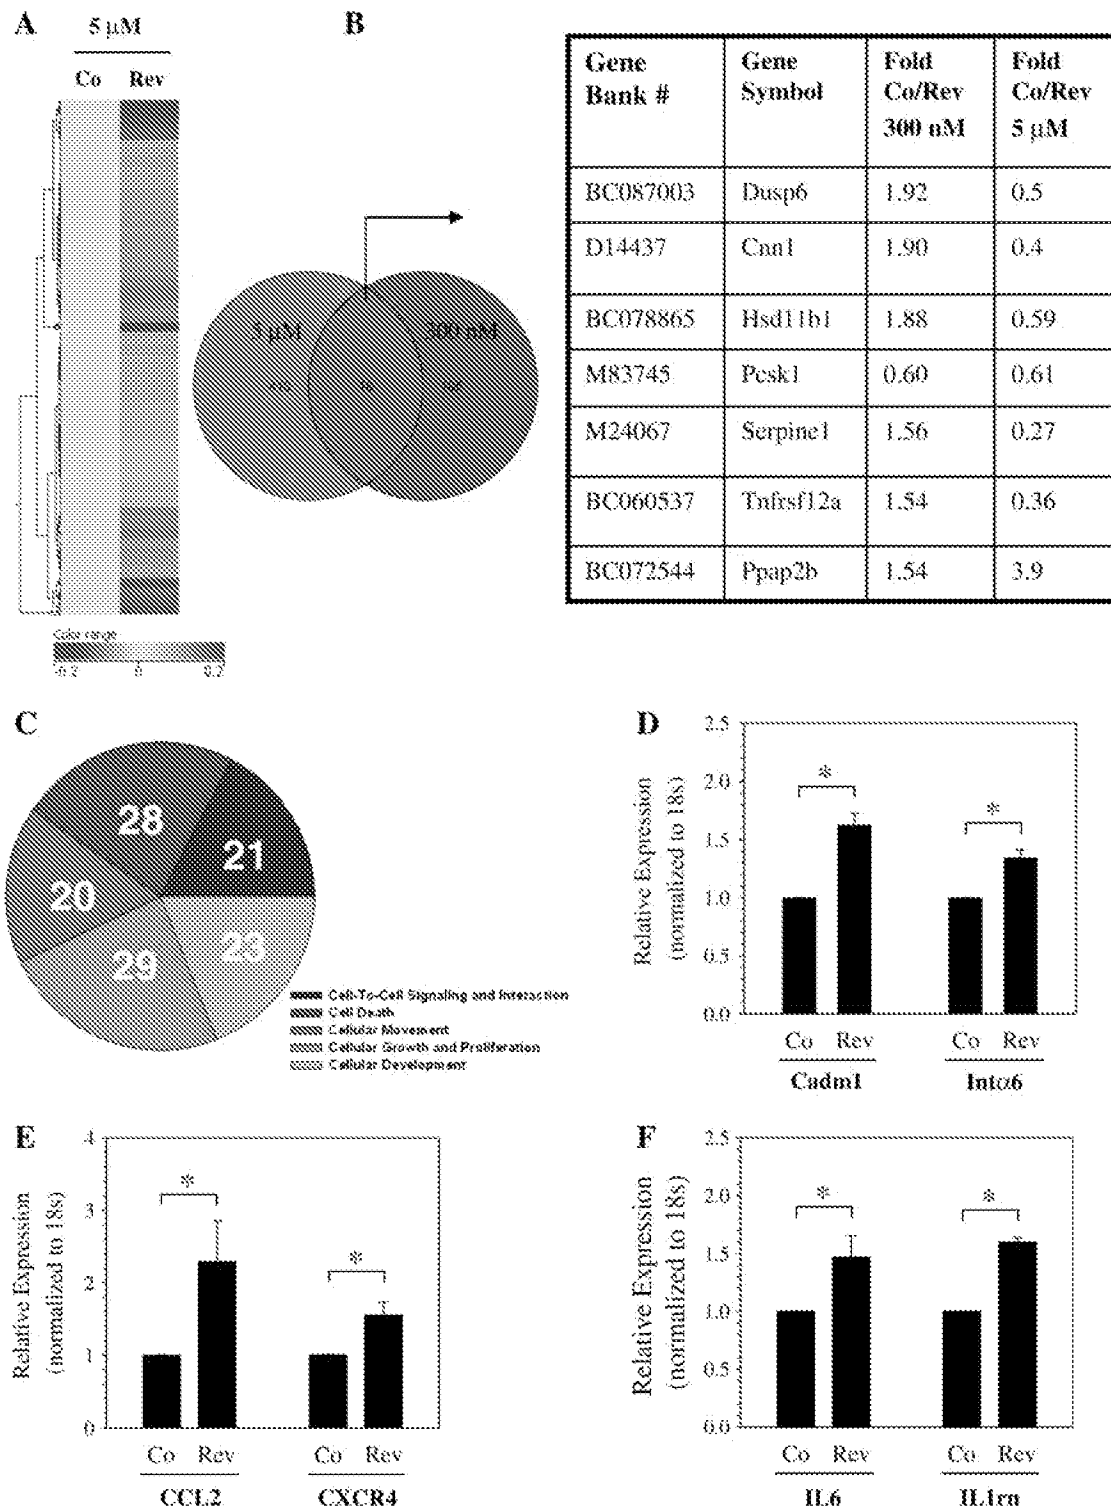 A
5 µM
Co Rev
Color range
-0.2 0 0.2
B
5 µM 300 nM
Gene Bank # Gene Symbol Fold Co/Rev 300 nM Fold Co/Rev 5 µM
BC087003 Dusp6 1.92 0.5
D14437 Cnn1 1.90 0.4
BC078865 Hsd11b1 1.88 0.59
M83745 Pcsk1 0.60 0.61
M24067 Serpine1 1.56 0.27
BC060537 Tnfrsf12a 1.54 0.36
BC072544 Ppap2b 1.54 3.9
C
28
21
20
29
23
Cell-To-Cell Signaling and Interaction
Cell Death
Cellular Movement
Cellular Growth and Proliferation
Cellular Development
D
Relative Expression
(normalized to 18s)
2.5
2.0
1.5
1.0
0.5
0.0
* *
Co Rev Co Rev
Cadm1 Intα6
E
Relative Expression
(normalized to 18s)
4
3
2
1
0
* *
Co Rev Co Rev
CCL2 CXCR4
F
Relative Expression
(normalized to 18s)
2.5
2.0
1.5
1.0
0.5
0.0
* *
Co Rev Co Rev
IL6 IL1rn